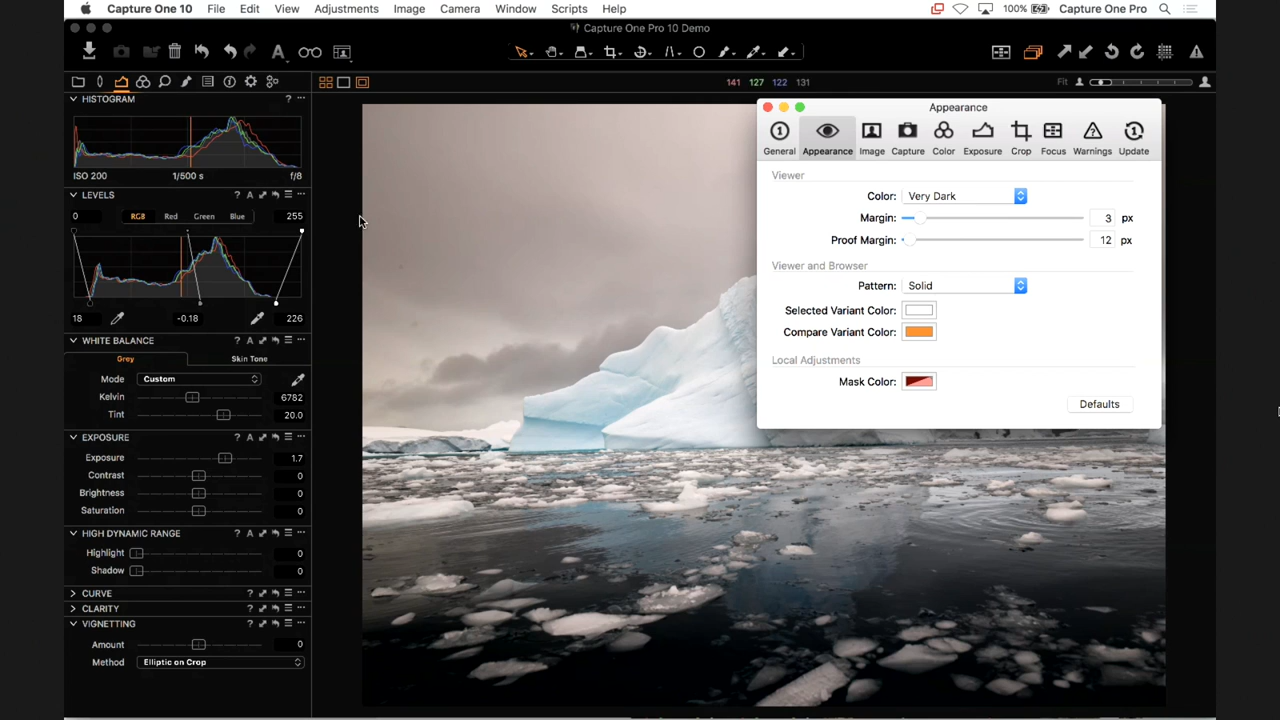 Capture One 10 File Edit View Adjustments Image Camera Window Scripts Help 100% Capture One Pro
Capture One Pro 10 Demo
141 127 122 131 Fit
HISTOGRAM ?
ISO 200 1/500 s f/8
LEVELS ? A
0 RGB Red Green Blue 255
18 -0.18 226
WHITE BALANCE ? A
Grey Skin Tone
Mode Custom
Kelvin 6782
Tint 20.0
EXPOSURE ? A
Exposure 1.7
Contrast 0
Brightness 0
Saturation 0
HIGH DYNAMIC RANGE ? A
Highlight 0
Shadow 0
CURVE ?
CLARITY ?
VIGNETTING ?
Amount 0
Method Elliptic on Crop
Appearance
General Appearance Image Capture Color Exposure Crop Focus Warnings Update
Viewer
Color: Very Dark
Margin: 3 px
Proof Margin: 12 px
Viewer and Browser
Pattern: Solid
Selected Variant Color:
Compare Variant Color:
Local Adjustments
Mask Color:
Defaults